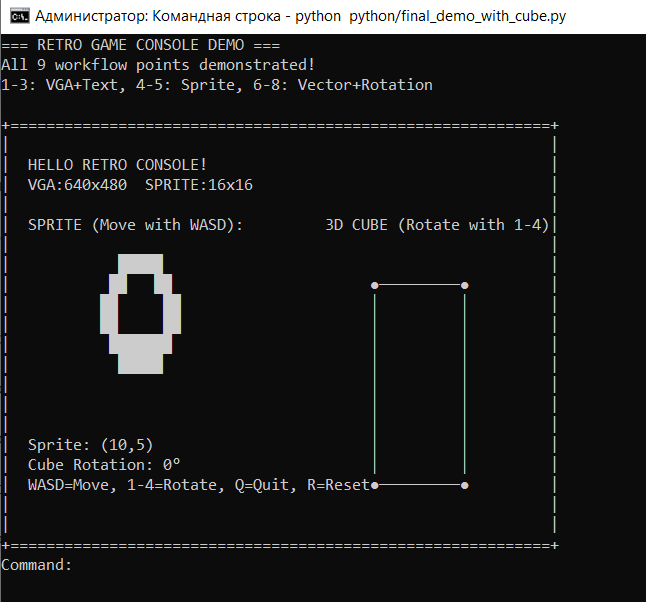 Администратор: Командная строка - python python/final_demo_with_cube.py
=== RETRO GAME CONSOLE DEMO ===
All 9 workflow points demonstrated!
1-3: VGA+Text, 4-5: Sprite, 6-8: Vector+Rotation
HELLO RETRO CONSOLE!
VGA:640x480 SPRITE:16x16
SPRITE (Move with WASD): 3D CUBE (Rotate with 1-4)
Sprite: (10,5)
Cube Rotation: 0°
WASD=Move, 1-4=Rotate, Q=Quit, R=Reset
Command: